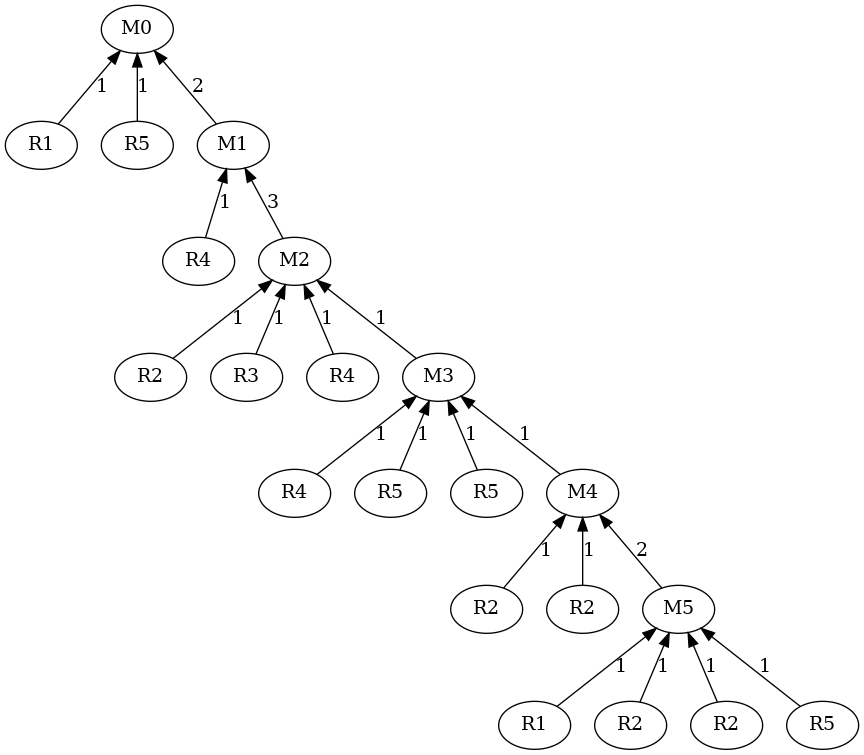 M0
1 1 2
R1 R5 M1
1 3
R4 M2
1 1 1 1
R2 R3 R4 M3
1 1 1 1
R4 R5 R5 M4
1 1 2
R2 R2 M5
1 1 1 1
R1 R2 R2 R5